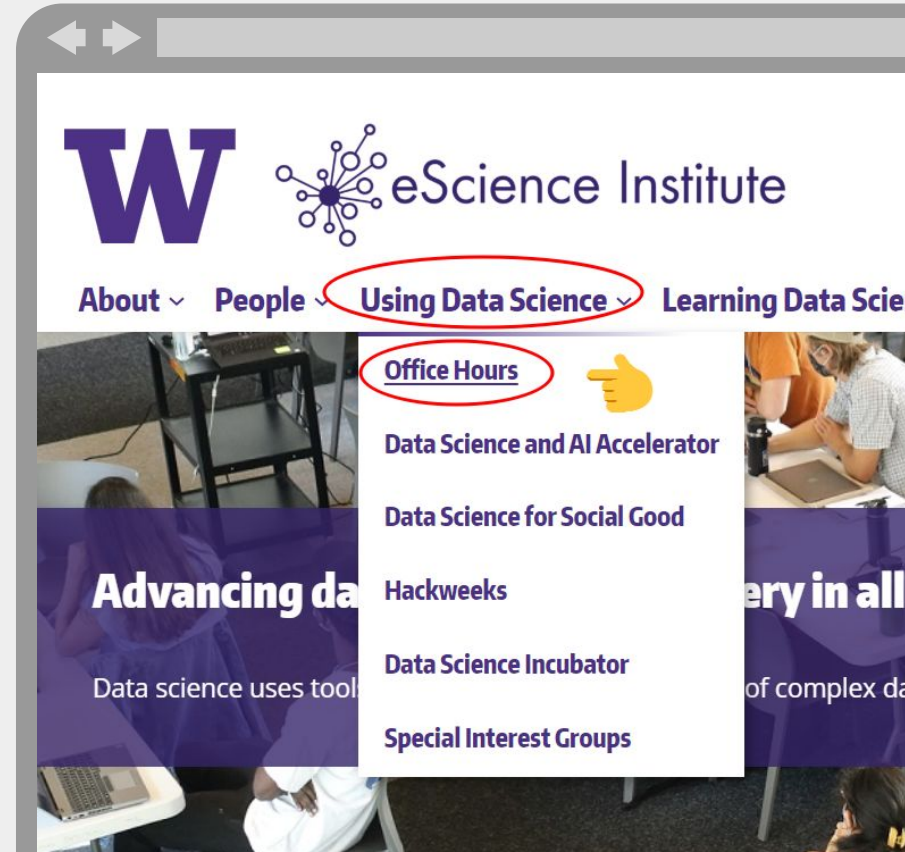 W eScience Institute
About People Using Data Science Learning Data Scie
Office Hours
Data Science and AI Accelerator
Data Science for Social Good
Advancing da Hackweeks ery in all
Data Science Incubator
Data science uses tool of complex da
Special Interest Groups